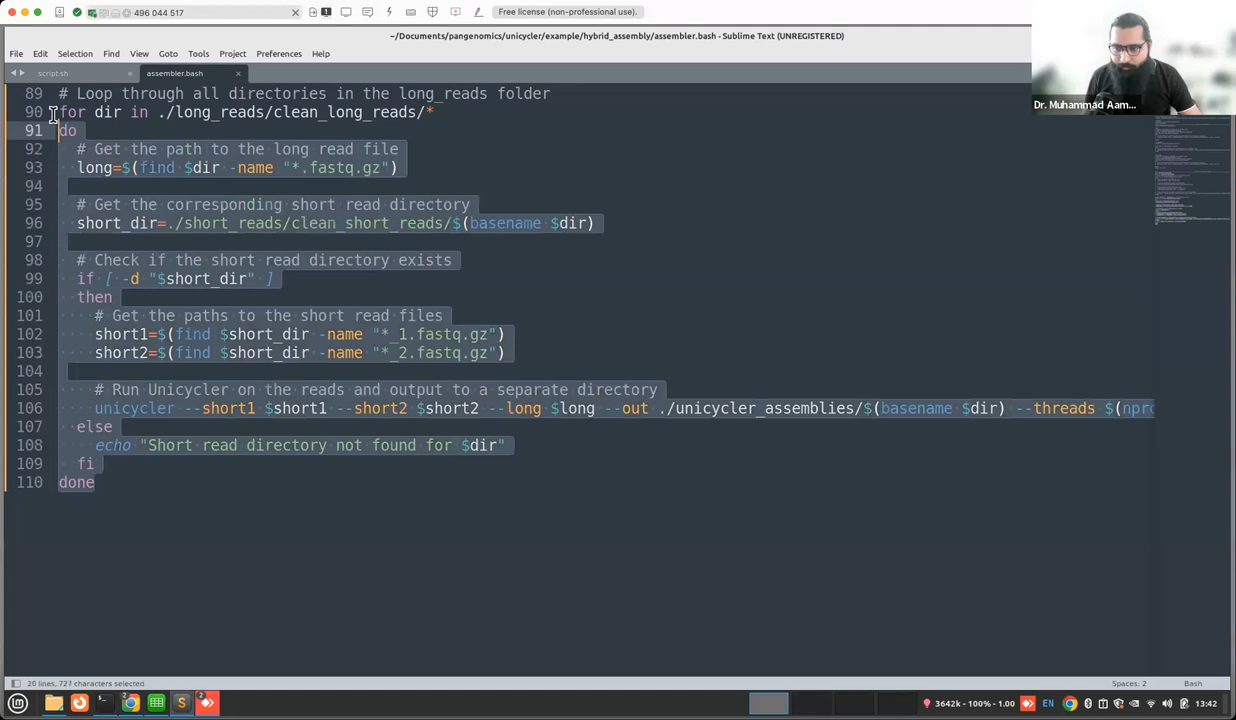 496 044 517
Free license (non-professional use).
~/Documents/pangenomics/unicycler/example/hybrid_assembly/assembler.bash - Sublime Text (UNREGISTERED)
File Edit Selection Find View Goto Tools Project Preferences Help
script.sh
assembler.bash
Dr. Muhammad Aam...
89 # Loop through all directories in the long_reads folder
90 for dir in ./long_reads/clean_long_reads/*
91 do
92 # Get the path to the long read file
93 long=$(find $dir -name "*.fastq.gz")
94
95 # Get the corresponding short read directory
96 short_dir=./short_reads/clean_short_reads/$(basename $dir)
97
98 # Check if the short read directory exists
99 if [ -d "$short_dir" ]
100 then
101 # Get the paths to the short read files
102 short1=$(find $short_dir -name "*_1.fastq.gz")
103 short2=$(find $short_dir -name "*_2.fastq.gz")
104
105 # Run Unicycler on the reads and output to a separate directory
106 unicycler --short1 $short1 --short2 $short2 --long $long --out ./unicycler_assemblies/$(basename $dir) --threads $(npro
107 else
108 echo "Short read directory not found for $dir"
109 fi
110 done
20 lines, 727 characters selected
Spaces: 2
Bash
3642k - 100% - 1.00
EN
13:42